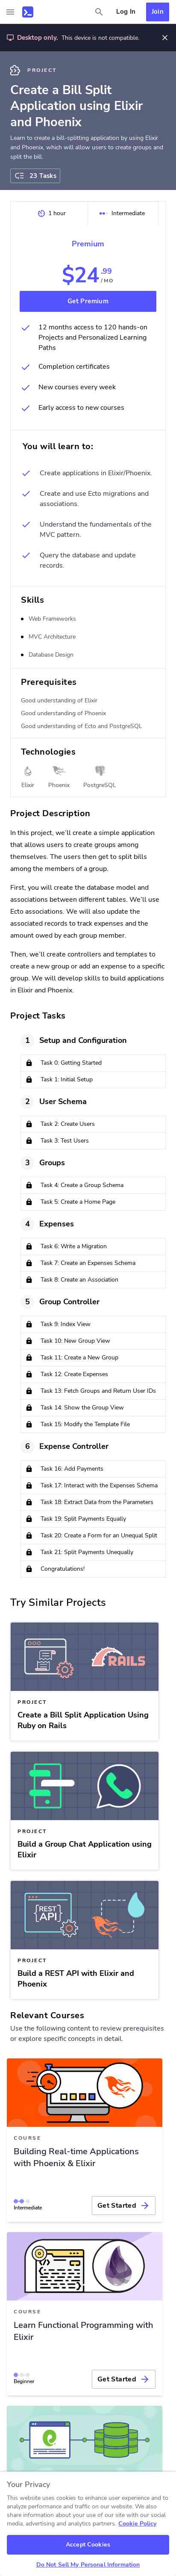 Log In
Join
Desktop only. This device is not compatible.
PROJECT
Create a Bill Split
Application using Elixir
and Phoenix
Learn to create a bill-splitting application by using Elixir
and Phoenix, which will allow users to create groups and
split the bill.
23 Tasks
1 hour
Intermediate
Premium
$24.99
/ MO
Get Premium
12 months access to 120 hands-on
Projects and Personalized Learning
Paths
Completion certificates
New courses every week
Early access to new courses
You will learn to:
Create applications in Elixir/Phoenix.
Create and use Ecto migrations and
associations.
Understand the fundamentals of the
MVC pattern.
Query the database and update
records.
Skills
Web Frameworks
MVC Architecture
Database Design
Prerequisites
Good understanding of Elixir
Good understanding of Phoenix
Good understanding of Ecto and PostgreSQL
Technologies
Elixir
Phoenix
PostgreSQL
Project Description
In this project, we’ll create a simple application
that allows users to create groups among
themselves. The users then get to split bills
among the members of a group.
First, you will create the database model and
associations between different tables. We’ll use
Ecto associations. We will also update the
associated records to track expenses and the
amount owed by each group member.
Then, we’ll create controllers and templates to
create a new group or add an expense to a specific
group. We will develop skills to build applications
in Elixir and Phoenix.
Project Tasks
1
Setup and Configuration
Task 0: Getting Started
Task 1: Initial Setup
2
User Schema
Task 2: Create Users
Task 3: Test Users
3
Groups
Task 4: Create a Group Schema
Task 5: Create a Home Page
4
Expenses
Task 6: Write a Migration
Task 7: Create an Expenses Schema
Task 8: Create an Association
5
Group Controller
Task 9: Index View
Task 10: New Group View
Task 11: Create a New Group
Task 12: Create Expenses
Task 13: Fetch Groups and Return User IDs
Task 14: Show the Group View
Task 15: Modify the Template File
6
Expense Controller
Task 16: Add Payments
Task 17: Interact with the Expenses Schema
Task 18: Extract Data from the Parameters
Task 19: Split Payments Equally
Task 20: Create a Form for an Unequal Split
Task 21: Split Payments Unequally
Congratulations!
Try Similar Projects
RAILS
PROJECT
Create a Bill Split Application Using
Ruby on Rails
PROJECT
Build a Group Chat Application using
Elixir
REST
API
PROJECT
Build a REST API with Elixir and
Phoenix
Relevant Courses
Use the following content to review prerequisites
or explore specific concepts in detail.
COURSE
Building Real-time Applications
with Phoenix & Elixir
Intermediate
Get Started
COURSE
Learn Functional Programming with
Elixir
Beginner
Get Started
Your Privacy
This website uses cookies to enhance user experience and to
analyze performance and traffic on our website. We also
share information about your use of our site with our social
media, advertising and analytics partners. Cookie Policy
Accept Cookies
Do Not Sell My Personal Information